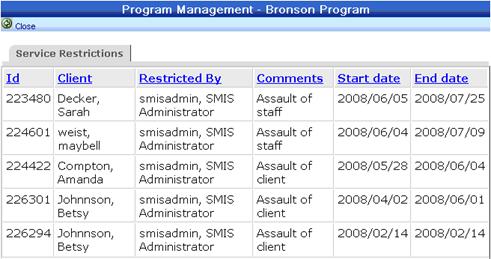 Program Management - Bronson Program
Close
Service Restrictions
Id Client Restricted By Comments Start date End date
223480 Decker, Sarah smisadmin, SMIS Administrator Assault of staff 2008/06/05 2008/07/25
224601 weist, maybell smisadmin, SMIS Administrator Assault of staff 2008/06/04 2008/07/09
224422 Compton, Amanda smisadmin, SMIS Administrator Assault of client 2008/05/28 2008/06/04
226301 Johnnson, Betsy smisadmin, SMIS Administrator Assault of client 2008/04/02 2008/06/01
226294 Johnnson, Betsy smisadmin, SMIS Administrator Assault of client 2008/02/14 2008/02/14